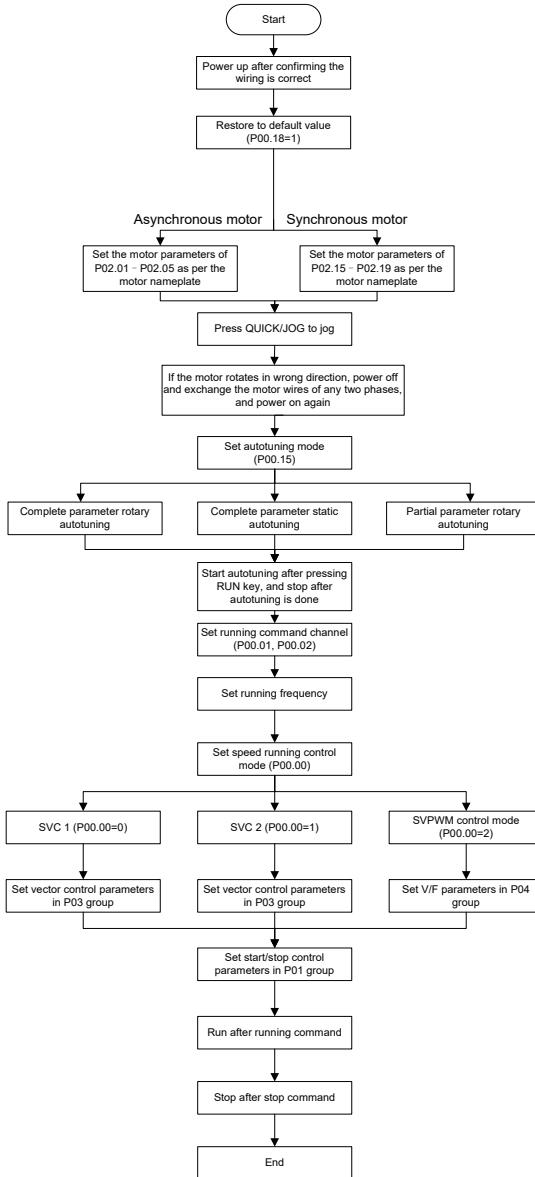 Start
Power up after confirming the
wiring is correct
Restore to default value
(P00.18=1)
Asynchronous motor
Synchronous motor
Set the motor parameters of
P02.01–P02.05 as per the
motor nameplate
Set the motor parameters of
P02.15–P02.19 as per the
motor nameplate
Press QUICK/JOG to jog
If the motor rotates in wrong direction, power off
and exchange the motor wires of any two phases,
and power on again
Set autotuning mode
(P00.15)
Complete parameter rotary
autotuning
Complete parameter static
autotuning
Partial parameter rotary
autotuning
Start autotuning after pressing
RUN key, and stop after
autotuning is done
Set running command channel
(P00.01, P00.02)
Set running frequency
Set speed running control
mode (P00.00)
SVC 1 (P00.00=0)
SVC 2 (P00.00=1)
SVPWM control mode
(P00.00=2)
Set vector control parameters
in P03 group
Set vector control parameters
in P03 group
Set V/F parameters in P04
group
Set start/stop control
parameters in P01 group
Run after running command
Stop after stop command
End